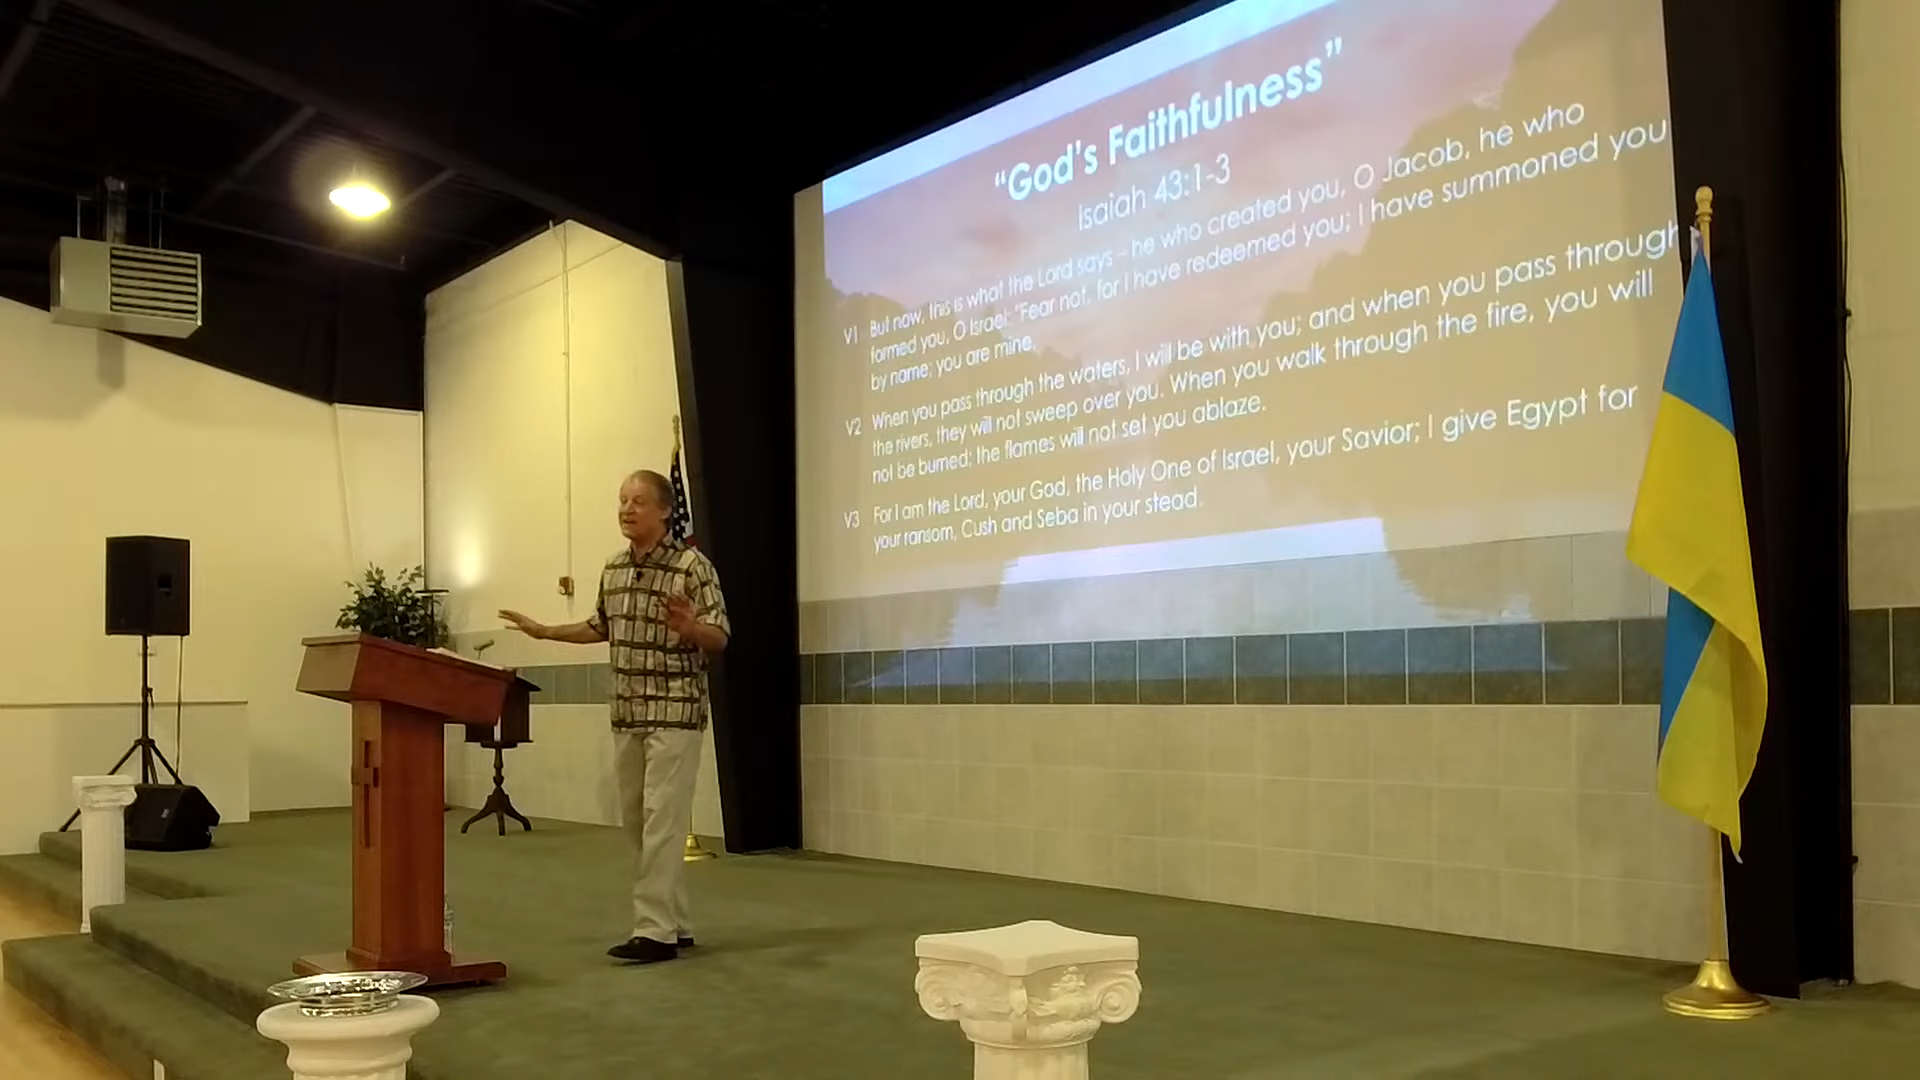 “God’s Faithfulness”
Isaiah 43:1-3
V1 But now, this is what the Lord says – he who created you, O Jacob, he who
formed you, O Israel: "Fear not, for I have redeemed you; I have summoned you
by name; you are mine.
V2 When you pass through the waters, I will be with you; and when you pass through
the rivers, they will not sweep over you. When you walk through the fire, you will
not be burned; the flames will not set you ablaze.
V3 For I am the Lord, your God, the Holy One of Israel, your Savior; I give Egypt for
your ransom, Cush and Seba in your stead.